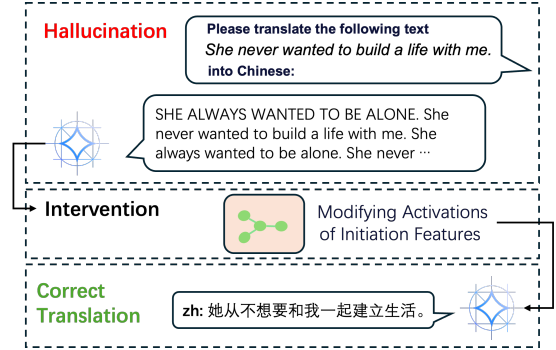 Hallucination
Please translate the following text
She never wanted to build a life with me.
into Chinese:
SHE ALWAYS WANTED TO BE ALONE. She
never wanted to build a life with me. She
always wanted to be alone. She never ···
Intervention
Modifying Activations
of Initiation Features
Correct
Translation
zh: 她从不想要和我一起建立生活。